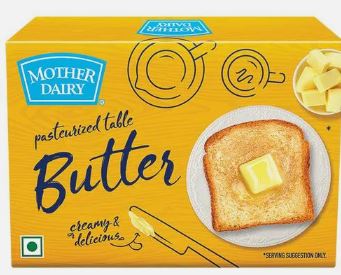 MOTHER
DAIRY
MOTHER
DAIRY
®
pasteurized table
Butter
creamy &
delicious
*
*SERVING SUGGESTION ONLY.